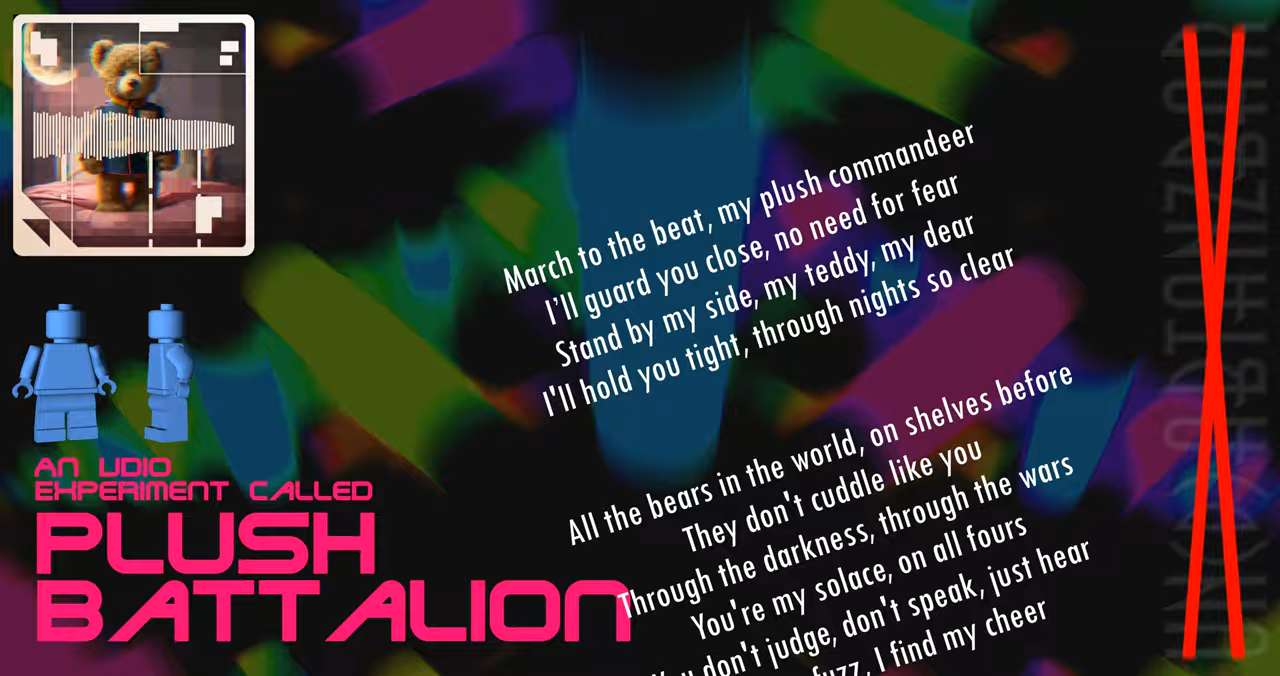 AN UDIO
EXPERIMENT CALLED
PLUSH
BATTALION
March to the beat, my plush commandeer
I'll guard you close, no need for fear
Stand by my side, my teddy, my dear
I'll hold you tight, through nights so clear
All the bears in the world, on shelves before
They don't cuddle like you
Through the darkness, through the wars
You're my solace, on all fours
You don't judge, don't speak, just hear
fuzz, I find my cheer